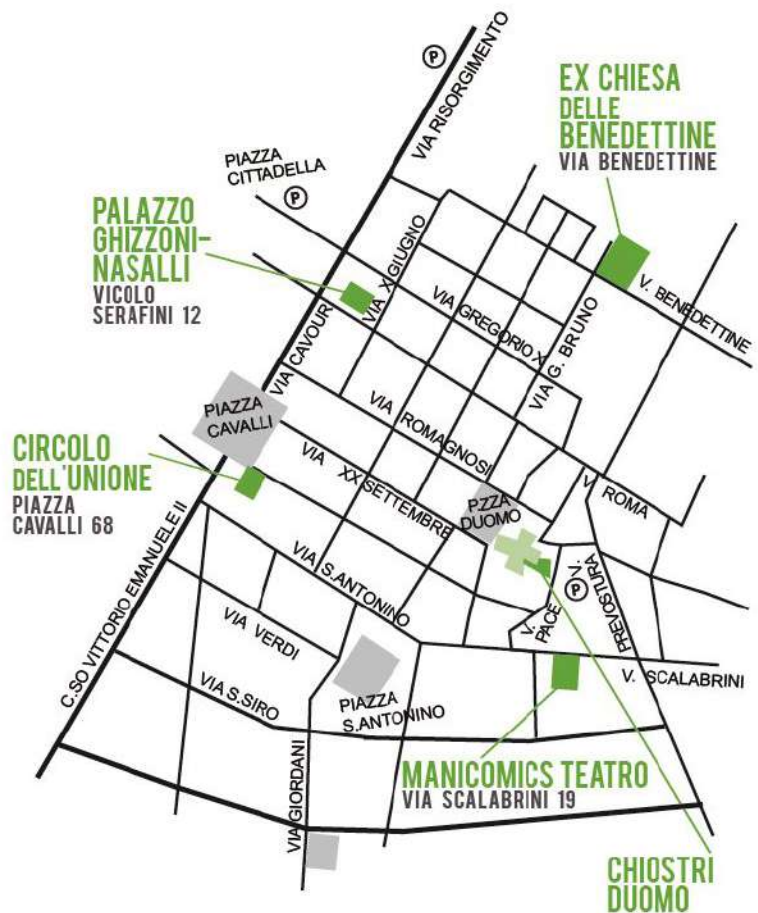 P
VIA RISORGIMENTO
EX CHIESA
DELLE
BENEDETTINE
VIA BENEDETTINE
PIAZZA
CITTADELLA
P
PALAZZO
GHIZZONI-
NASALLI
VICOLO
SERAFINI 12
VIA X GIUGNO
VIA GREGORIO X
V. BENEDETTINE
VIA G. BRUNO
VIA CAVOUR
PIAZZA
CAVALLI
VIA ROMAGNOSI
CIRCOLO
DELL'UNIONE
PIAZZA
CAVALLI 68
VIA XX SETTEMBRE
P.ZZA
DUOMO
V. ROMA
C.SO VITTORIO EMANUELE II
VIA S.ANTONINO
V. PACE
P
V. PREVOSTURA
VIA VERDI
VIA S.SIRO
PIAZZA
S.ANTONINO
V. SCALABRINI
VIA GIORDANI
MANICOMICS TEATRO
VIA SCALABRINI 19
CHIOSTRI
DUOMO